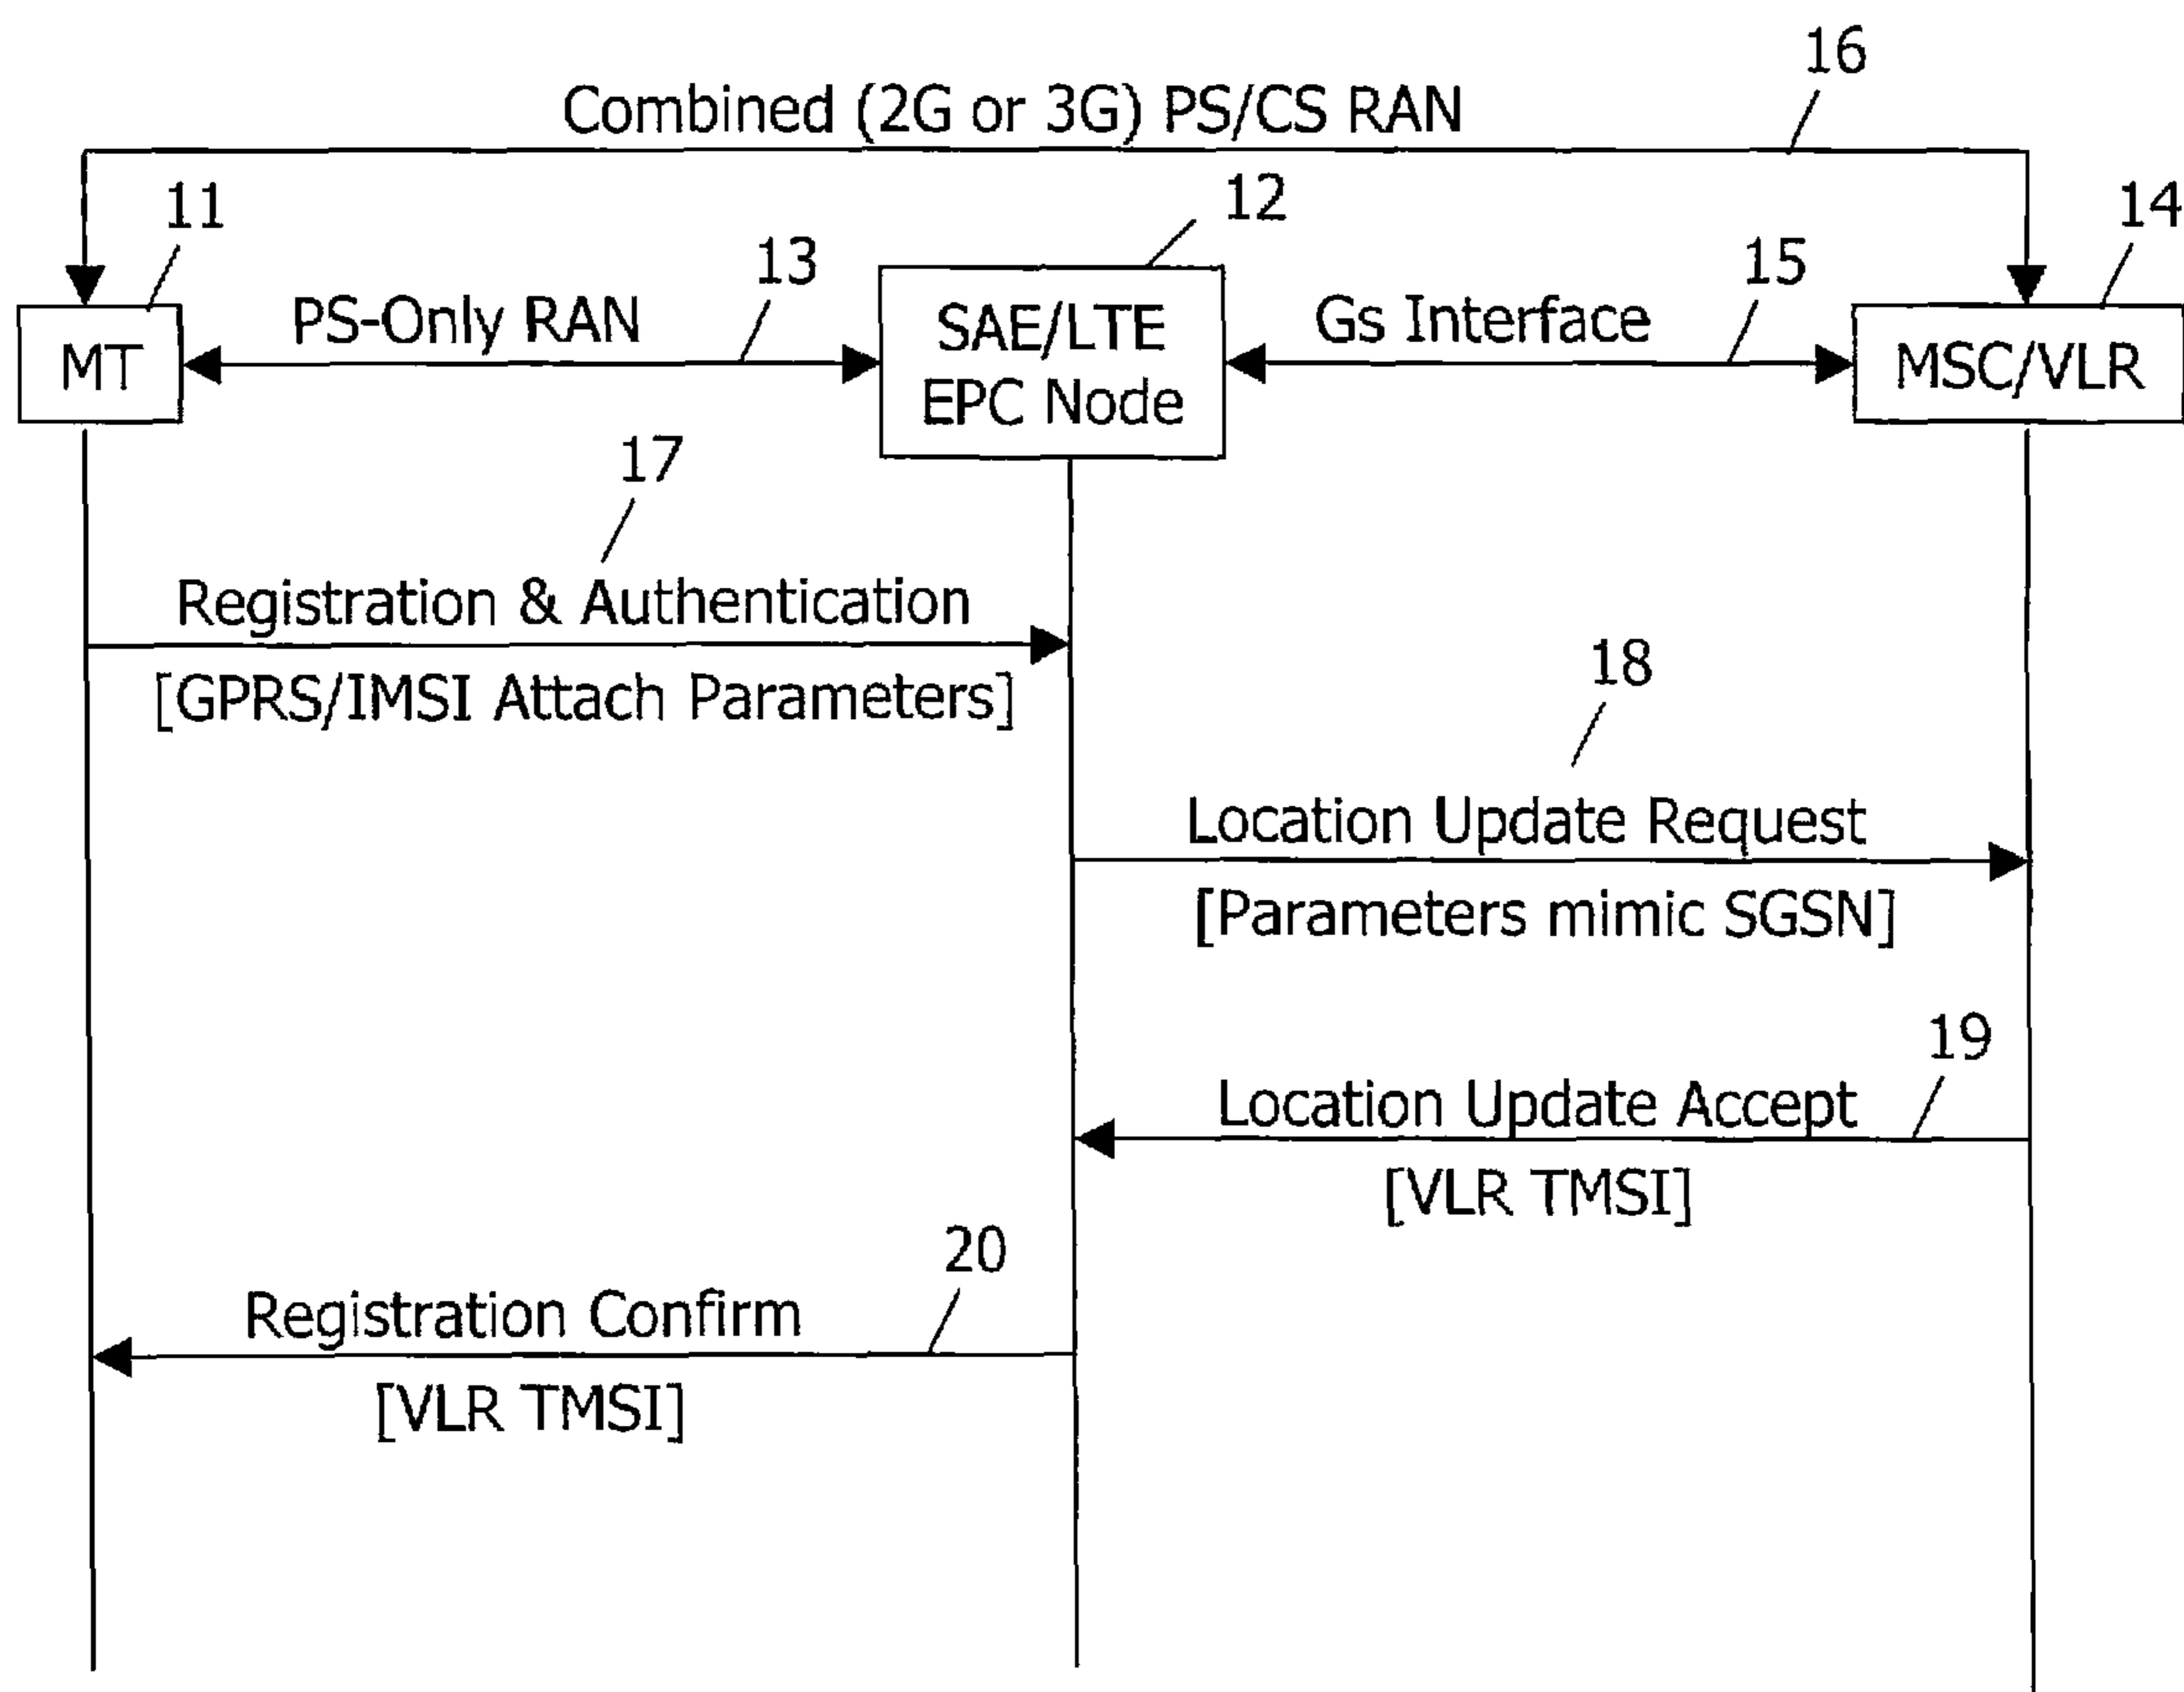 16
Combined (2G or 3G) PS/CS RAN
11
12
14
13
15
PS-Only RAN
Gs Interface
MT
SAE/LTE
EPC Node
MSC/VLR
17
Registration & Authentication
[GPRS/IMSI Attach Parameters]
18
Location Update Request
[Parameters mimic SGSN]
19
Location Update Accept
[VLR TMSI]
20
Registration Confirm
[VLR TMSI]